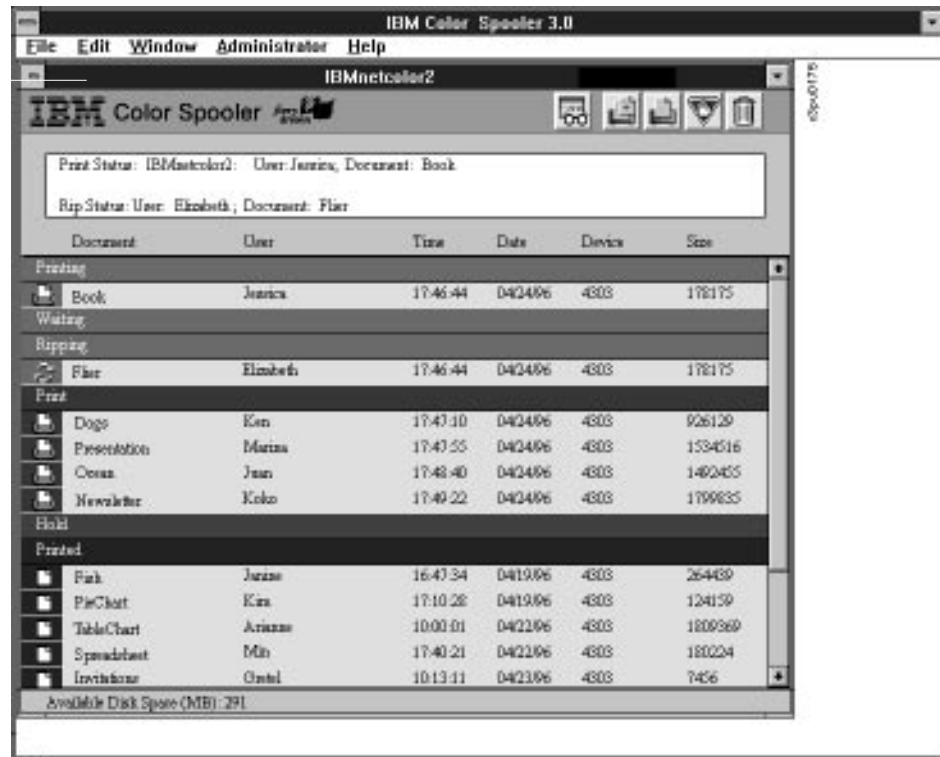 IBM Color Spooler 3.0
File Edit Window Administrator Help
IBMnetcolor2
IBM Color Spooler
Print Status: IBMnetcolor2: User: Jessica, Document: Book
Rip Status: User: Elizabeth ; Document: Flier
Document User Time Date Device Size
Printing
Book Jessica 17:46:44 04/24/96 4303 178175
Waiting
Ripping
Flier Elizabeth 17:46:44 04/24/96 4303 178175
Print
Dogs Ken 17:47:10 04/24/96 4303 926129
Presentation Marina 17:47:55 04/24/96 4303 1534516
Ocean Juan 17:48:40 04/24/96 4303 1492455
Newsletter Koko 17:49:22 04/24/96 4303 1799835
Hold
Printed
Fish Janine 16:47:34 04/19/96 4303 264439
PieChart Kim 17:10:28 04/19/96 4303 124159
TableChart Arianne 10:00:01 04/22/96 4303 1809369
Spreadsheet Min 17:40:21 04/22/96 4303 180224
Invitations Gretel 10:13:11 04/23/96 4303 7456
Available Disk Space (MB): 291